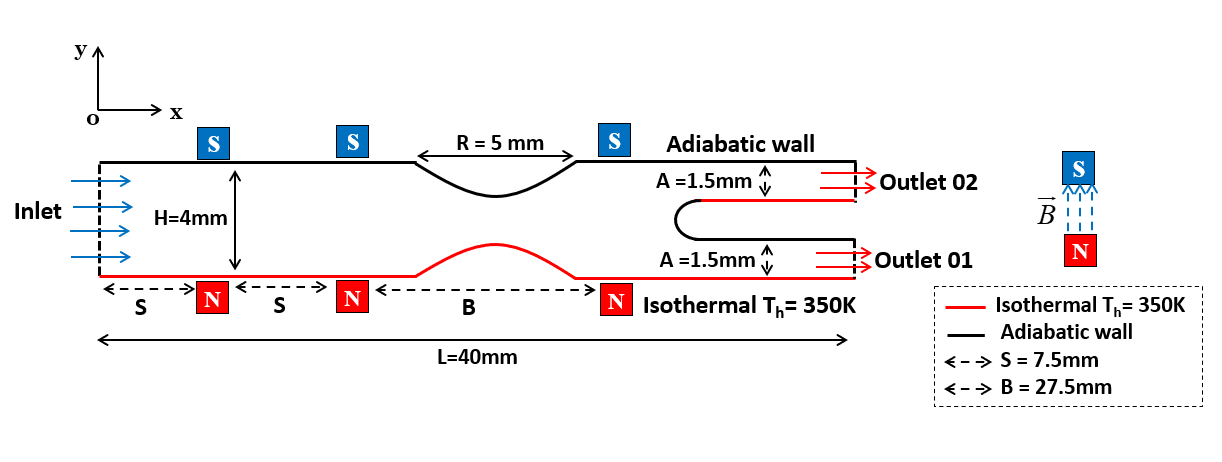 y
o
x
S
S
S
R = 5 mm
Adiabatic wall
Inlet
H=4mm
A =1.5mm
Outlet 02
S
B
N
A =1.5mm
Outlet 01
S
N
S
N
B
N
Isothermal Th= 350K
L=40mm
Isothermal Th= 350K
Adiabatic wall
S = 7.5mm
B = 27.5mm